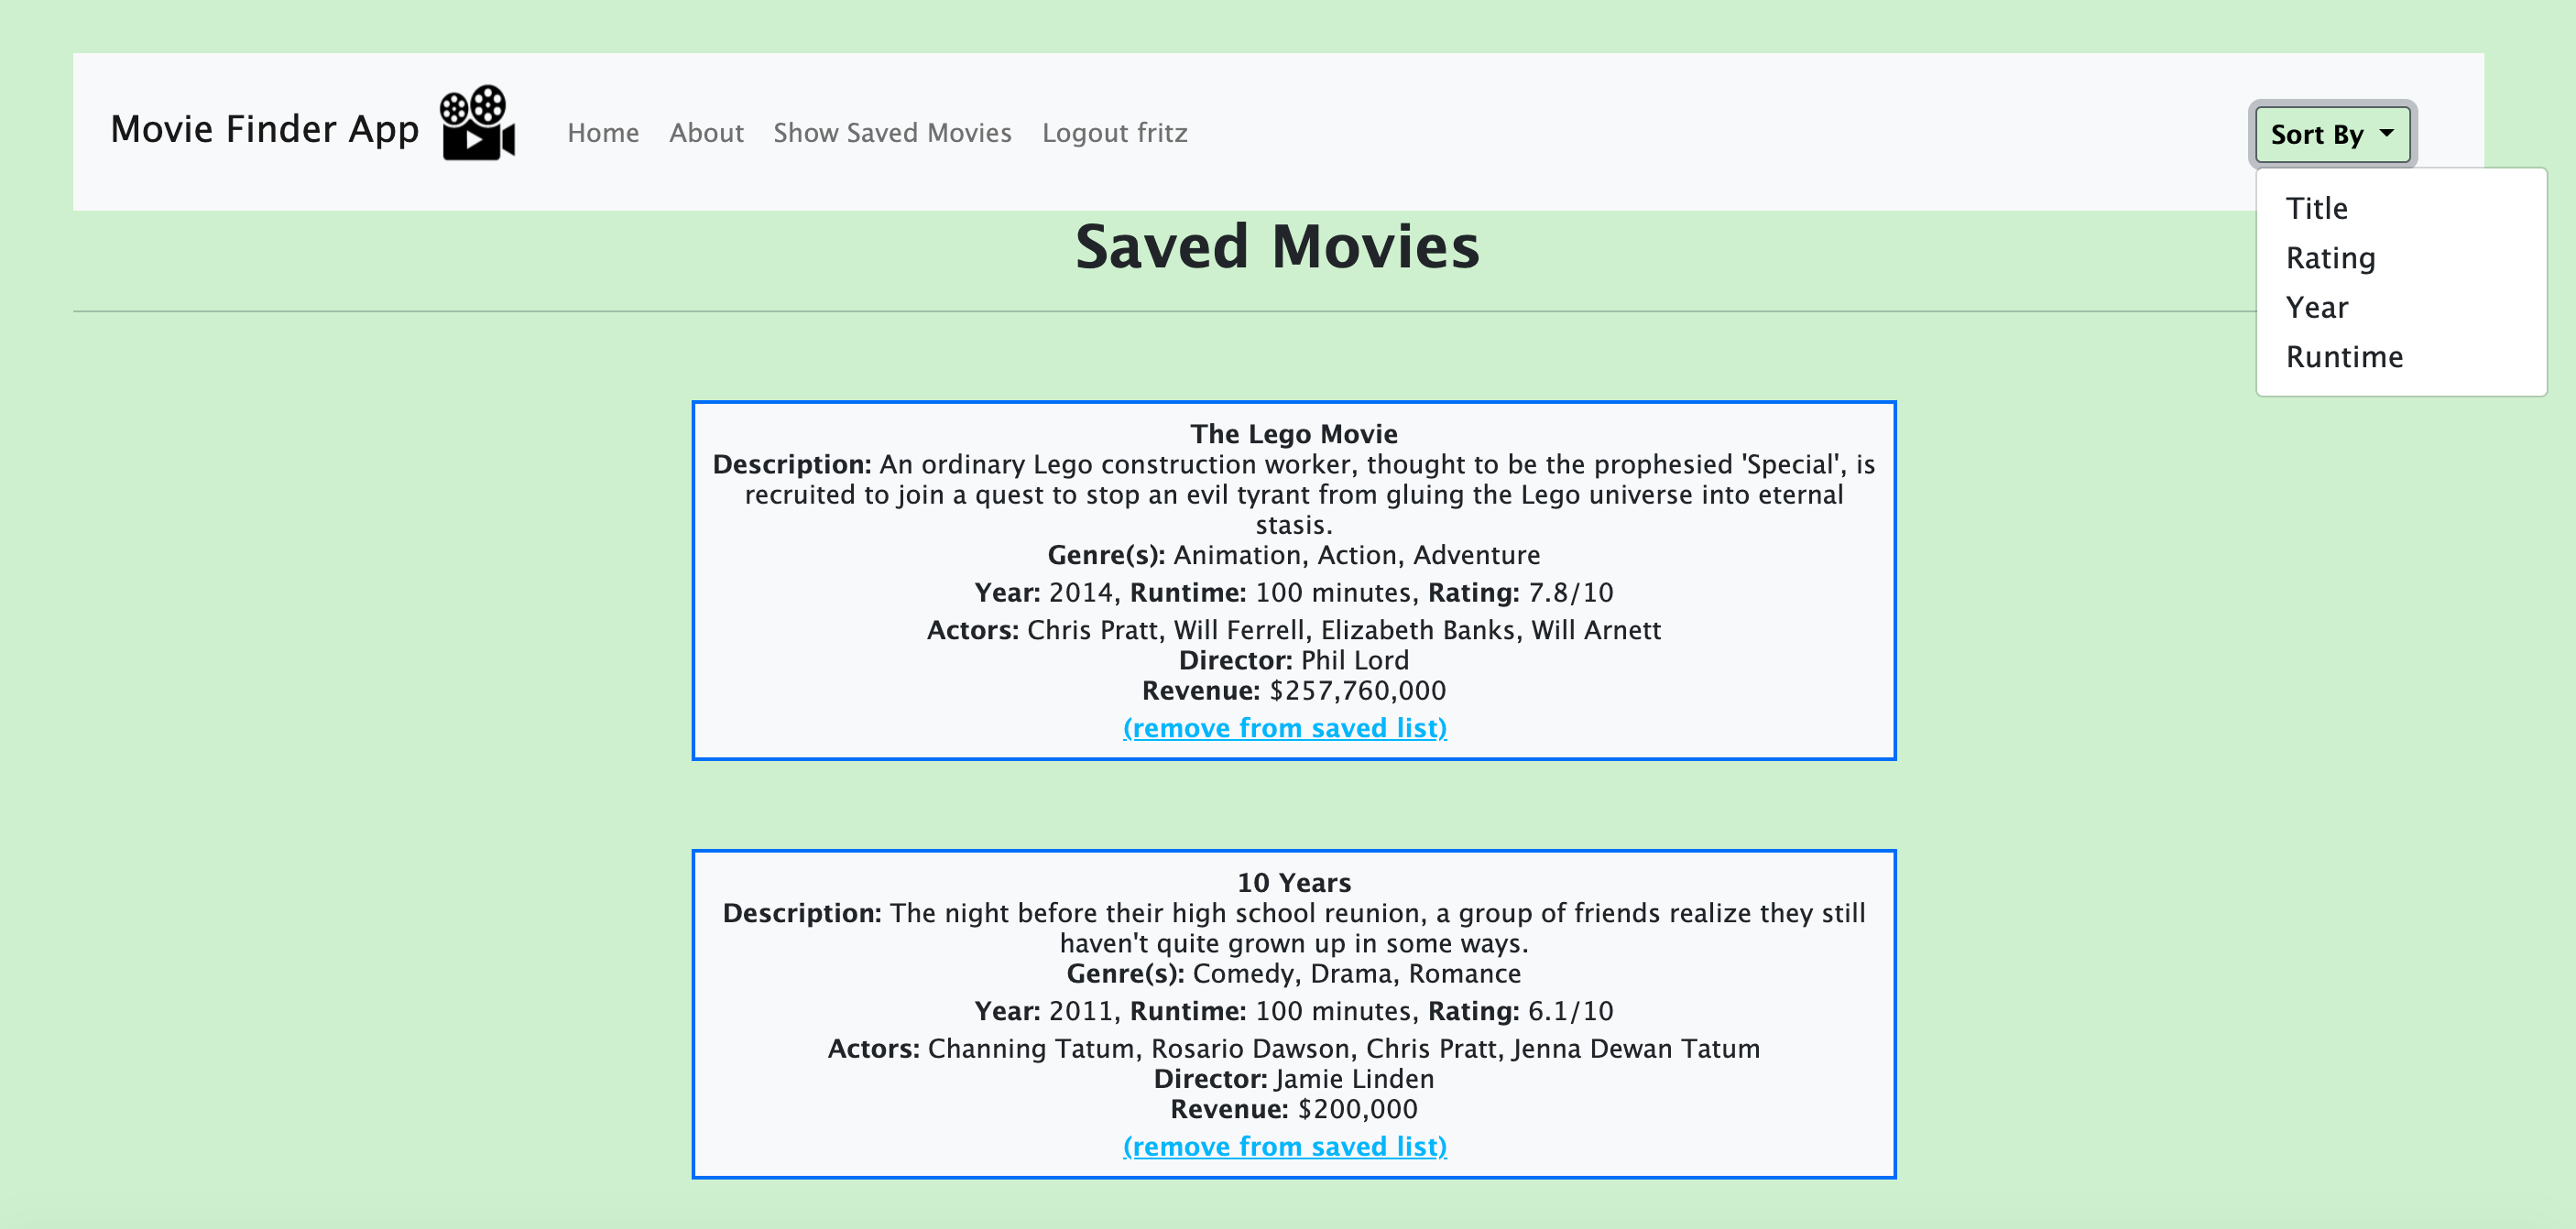 Movie Finder App
Home About Show Saved Movies Logout fritz
Sort By
Title
Rating
Year
Runtime
Saved Movies
The Lego Movie
Description: An ordinary Lego construction worker, thought to be the prophesied 'Special', is
recruited to join a quest to stop an evil tyrant from gluing the Lego universe into eternal
stasis.
Genre(s): Animation, Action, Adventure
Year: 2014, Runtime: 100 minutes, Rating: 7.8/10
Actors: Chris Pratt, Will Ferrell, Elizabeth Banks, Will Arnett
Director: Phil Lord
Revenue: $257,760,000
(remove from saved list)
10 Years
Description: The night before their high school reunion, a group of friends realize they still
haven't quite grown up in some ways.
Genre(s): Comedy, Drama, Romance
Year: 2011, Runtime: 100 minutes, Rating: 6.1/10
Actors: Channing Tatum, Rosario Dawson, Chris Pratt, Jenna Dewan Tatum
Director: Jamie Linden
Revenue: $200,000
(remove from saved list)